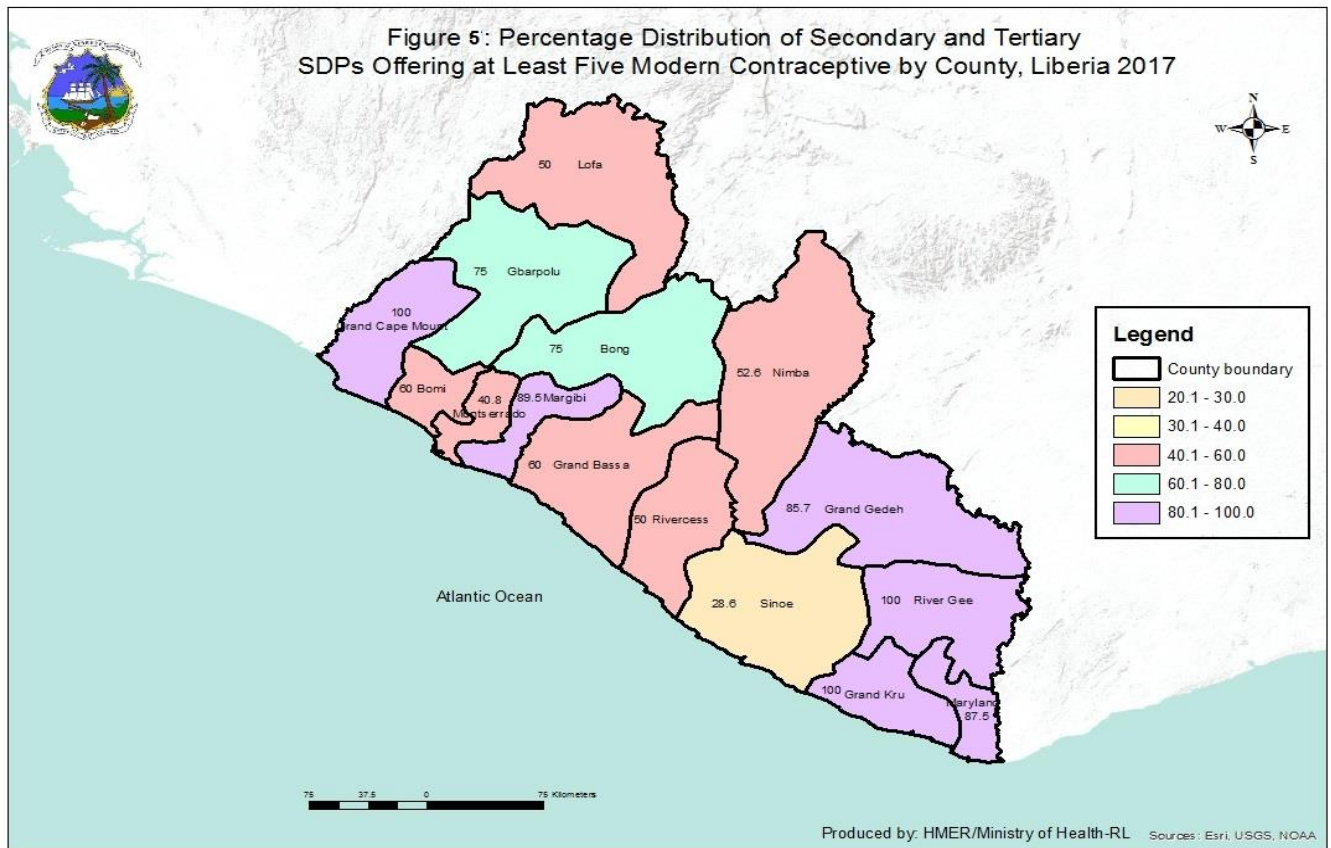 Figure 5: Percentage Distribution of Secondary and Tertiary
SDPs Offering at Least Five Modern Contraceptive by County, Liberia 2017
N
W E
S
50 Lofa
75 Gbarpolu
100
Grand Cape Mount
75 Bong
52.6 Nimba
60 Bomi
40.8
Montserrado
89.5 Margibi
60 Grand Bassa
50 Rivercess
85.7 Grand Gedeh
28.6 Sinoe
100 River Gee
100 Grand Kru
Maryland
87.5
Legend
County boundary
20.1 - 30.0
30.1 - 40.0
40.1 - 60.0
60.1 - 80.0
80.1 - 100.0
Atlantic Ocean
75 37.5 0 75 Kilometers
Produced by: HMER/Ministry of Health-RL
Sources: Esri, USGS, NOAA